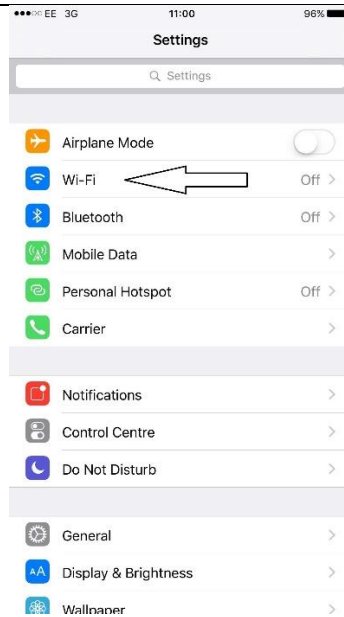 EE 3G 11:00 96%
Settings
Settings
Airplane Mode
Wi-Fi Off
Bluetooth Off
Mobile Data
Personal Hotspot Off
Carrier
Notifications
Control Centre
Do Not Disturb
General
AA Display & Brightness
Wallpaper